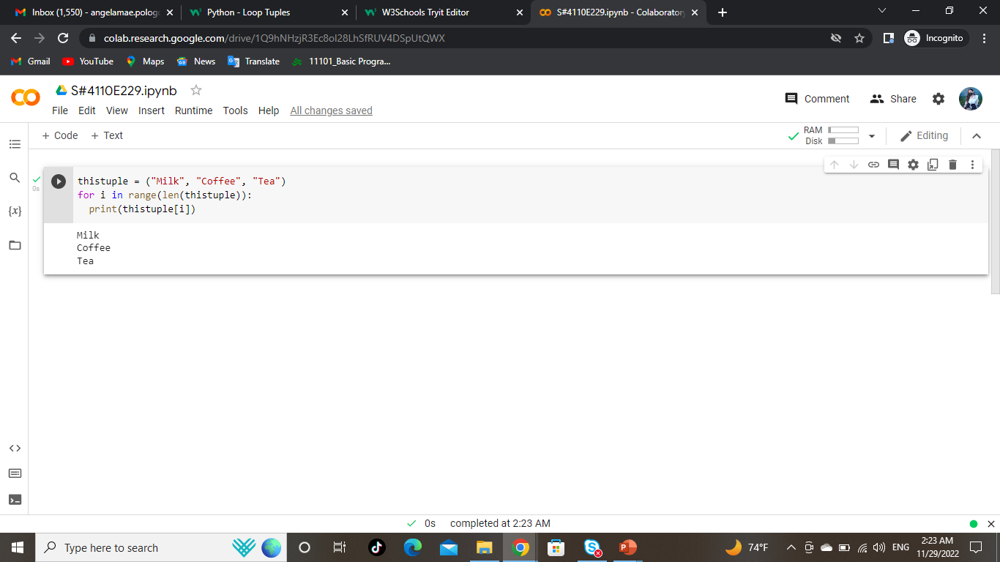 Inbox (1,550) - angelamae.polog
Python - Loop Tuples
W3Schools Tryit Editor
S#4110E229.ipynb - Colaboratory
colab.research.google.com/drive/1Q9hNHzjR3Ec8oI28LhSfRUV4DSpUtQWX
Incognito
Gmail
YouTube
Maps
News
Translate
11101_Basic Progra...
S#4110E229.ipynb
Comment
Share
File Edit View Insert Runtime Tools Help All changes saved
+ Code + Text
RAM
Disk
Editing
0s
thistuple = ("Milk", "Coffee", "Tea")
for i in range(len(thistuple)):
  print(thistuple[i])
{x}
Milk
Coffee
Tea
0s completed at 2:23 AM
Type here to search
74°F
ENG
2:23 AM
11/29/2022